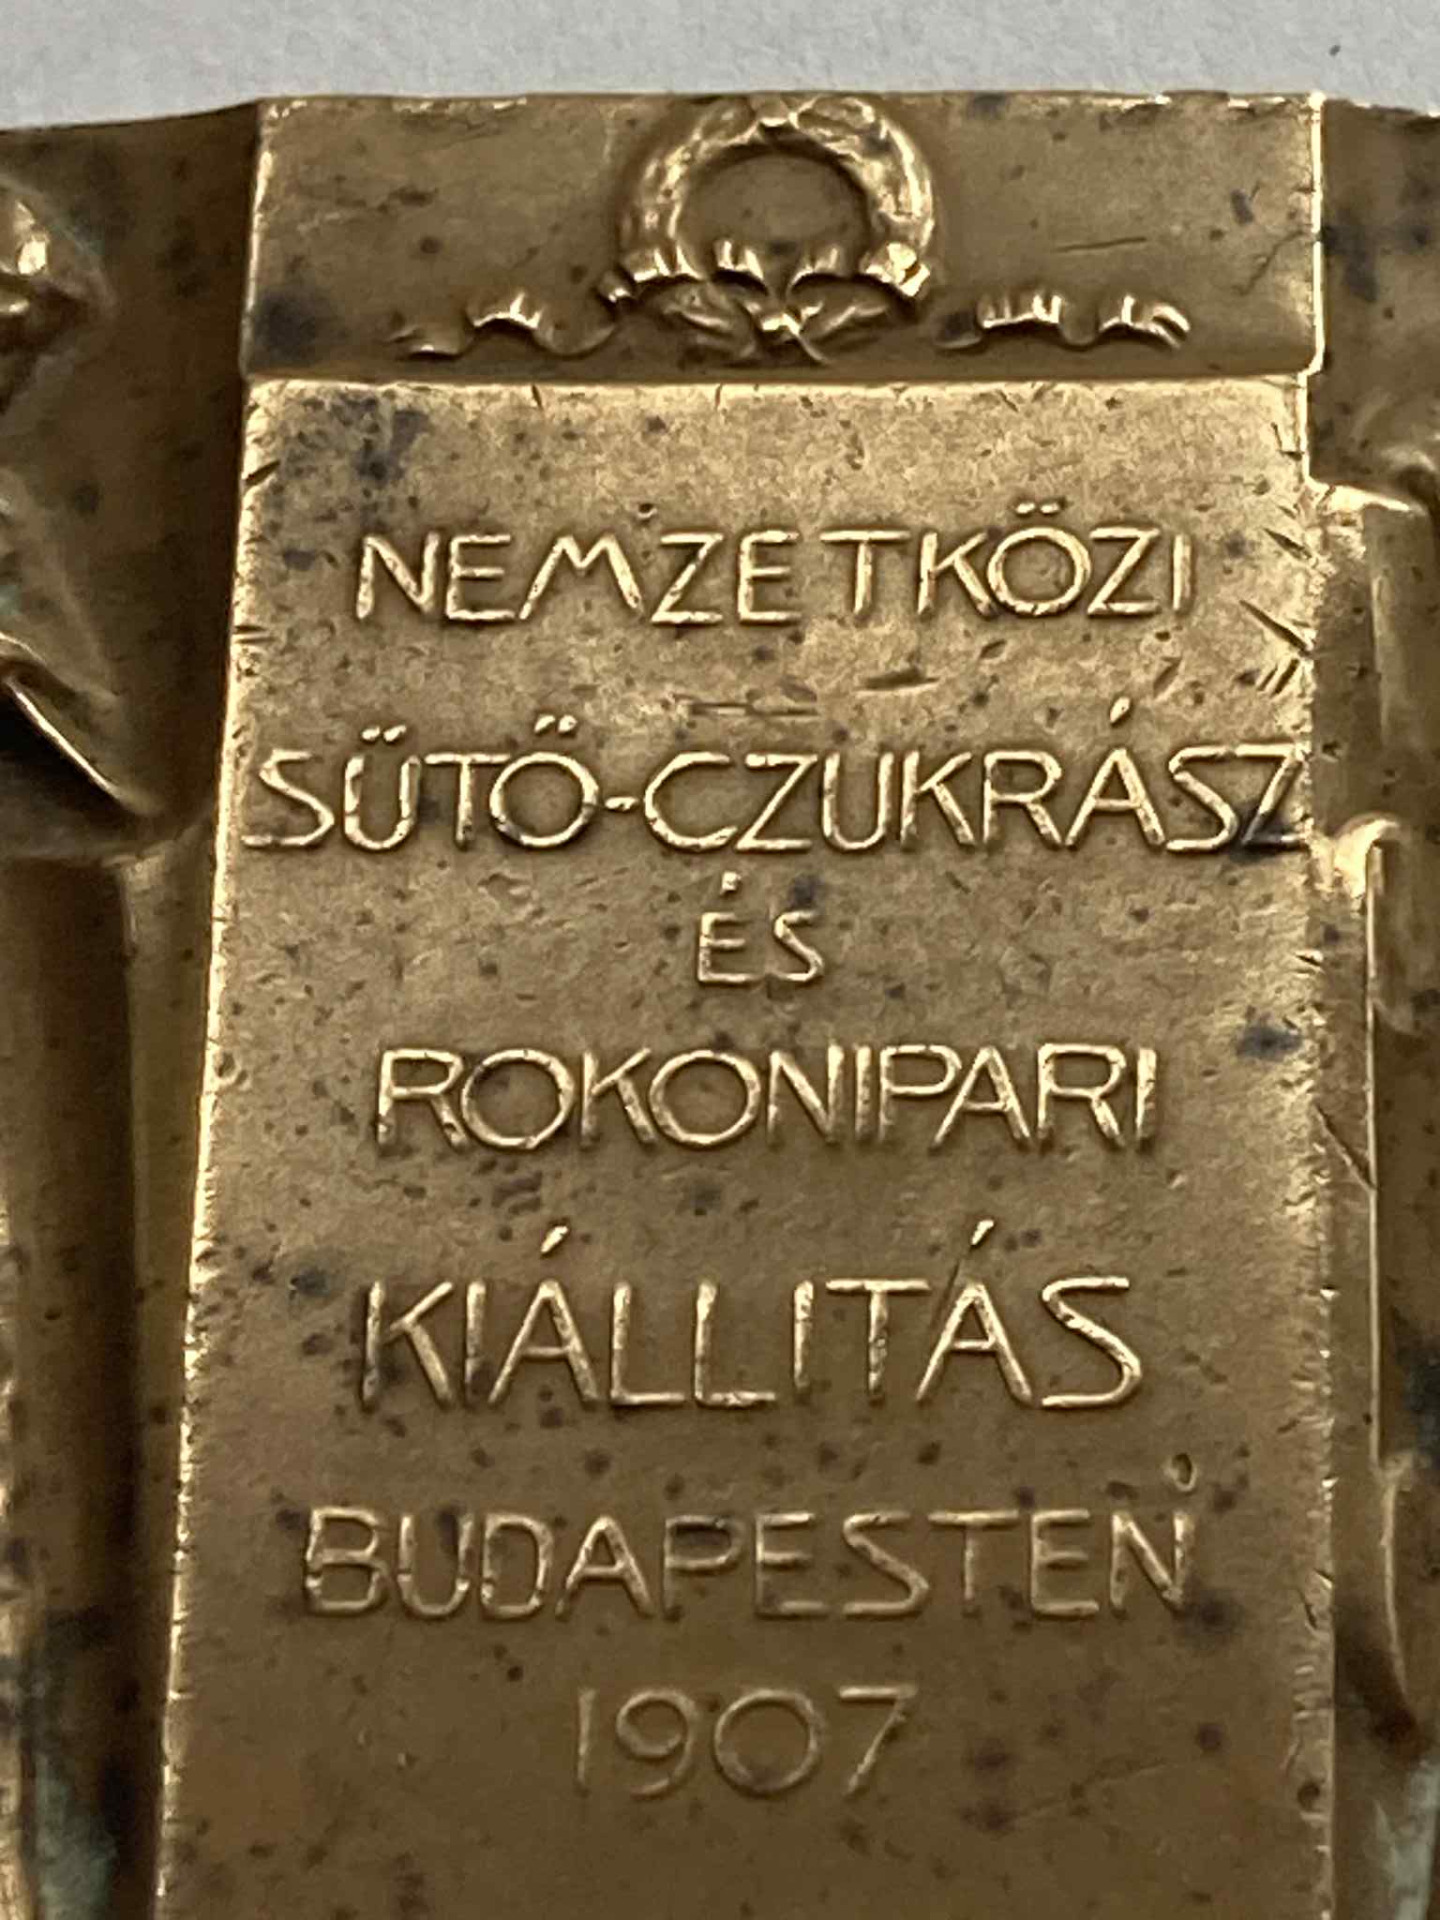 NEMZETKÖZI
SÜTŐ-CZUKRÁSZ
ÉS
ROKONIPARI
KIÁLLITÁS
BUDAPESTEN
1907